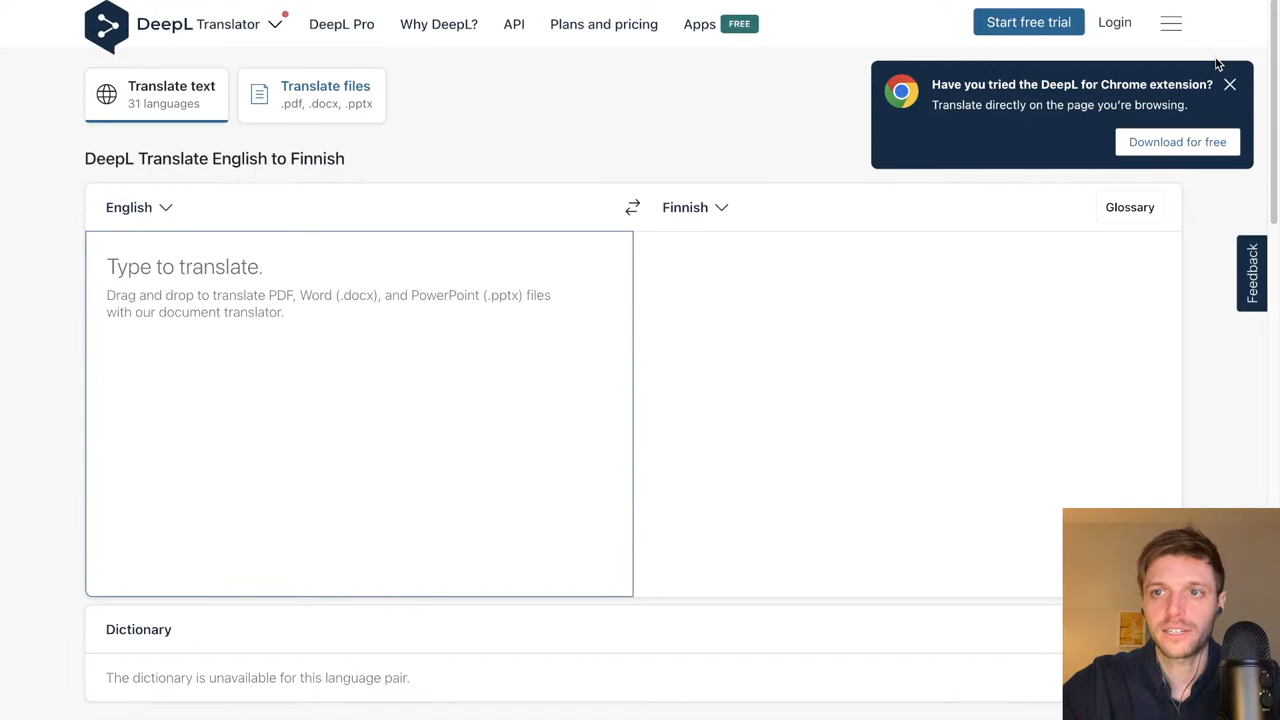 DeepL Translator
DeepL Pro
Why DeepL?
API
Plans and pricing
Apps FREE
Start free trial
Login
Translate text
31 languages
Translate files
.pdf, .docx, .pptx
Have you tried the DeepL for Chrome extension?
Translate directly on the page you’re browsing.
Download for free
DeepL Translate English to Finnish
English
Finnish
Glossary
Type to translate.
Drag and drop to translate PDF, Word (.docx), and PowerPoint (.pptx) files
with our document translator.
Feedback
Dictionary
The dictionary is unavailable for this language pair.